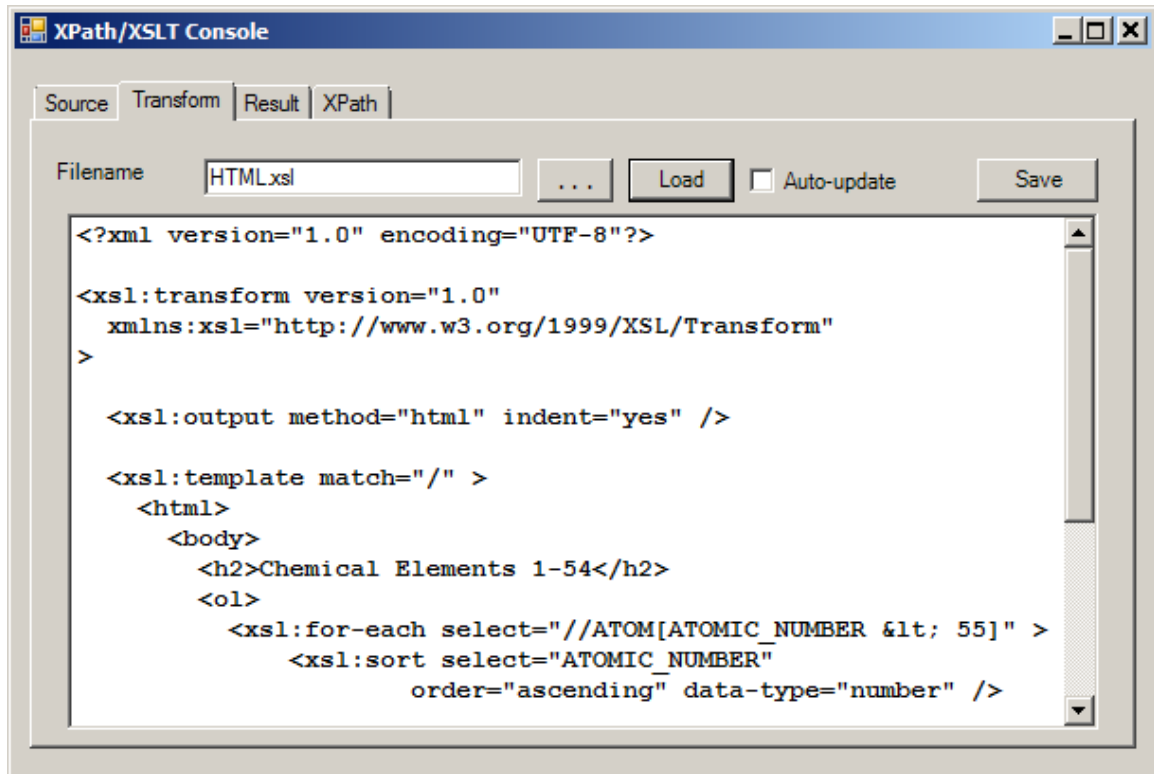 XPath/XSLT Console
Source Transform Result XPath
Filename HTML.xsl ... Load Auto-update Save
<?xml version="1.0" encoding="UTF-8"?>
<xsl:transform version="1.0"
xmlns:xsl="http://www.w3.org/1999/XSL/Transform"
>
<xsl:output method="html" indent="yes" />
<xsl:template match="/" >
<html>
<body>
<h2>Chemical Elements 1-54</h2>
<ol>
<xsl:for-each select="//ATOM[ATOMIC_NUMBER &lt; 55]" >
<xsl:sort select="ATOMIC_NUMBER"
order="ascending" data-type="number" />